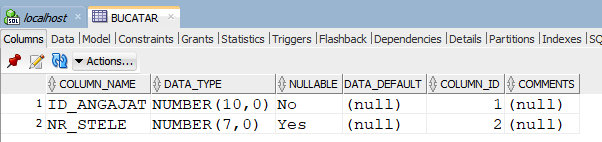 localhost BUCATAR
Columns Data Model Constraints Grants Statistics Triggers Flashback Dependencies Details Partitions Indexes SQ
Actions...
COLUMN_NAME DATA_TYPE NULLABLE DATA_DEFAULT COLUMN_ID COMMENTS
1 ID_ANGAJAT NUMBER(10,0) No (null) 1 (null)
2 NR_STELE NUMBER(7,0) Yes (null) 2 (null)